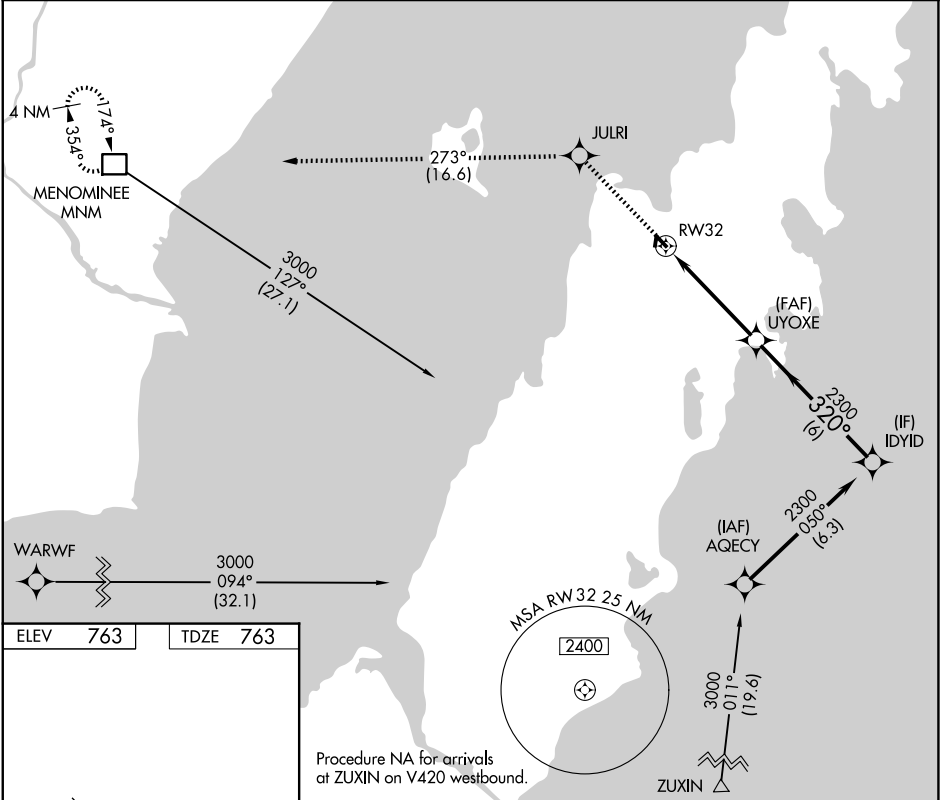 4 NM
174°
354°
MENOMINEE
MNM
JULRI
273°
(16.6)
RW32
3000
127°
(27.1)
(FAF)
UYOXE
2300
320°
(6)
(IF)
IDYID
2300
050°
(6.3)
(IAF)
AQECY
WARWF
3000
094°
(32.1)
MSA RW32 25 NM
2400
3000
011°
(19.6)
ELEV 763 TDZE 763
Procedure NA for arrivals
at ZUXIN on V420 westbound.
ZUXIN